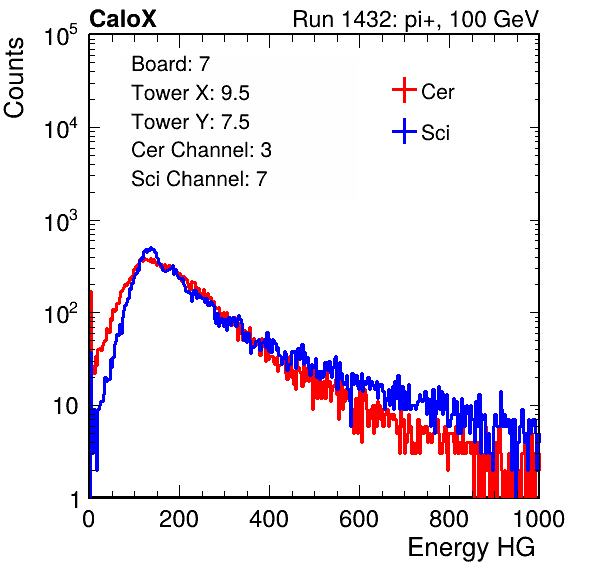 CaloX Run 1432: pi+, 100 GeV
Counts
Board: 7
Tower X: 9.5
Tower Y: 7.5
Cer Channel: 3
Sci Channel: 7
Cer
Sci
10^5
10^4
10^3
10^2
10
1
0 200 400 600 800 1000
Energy HG